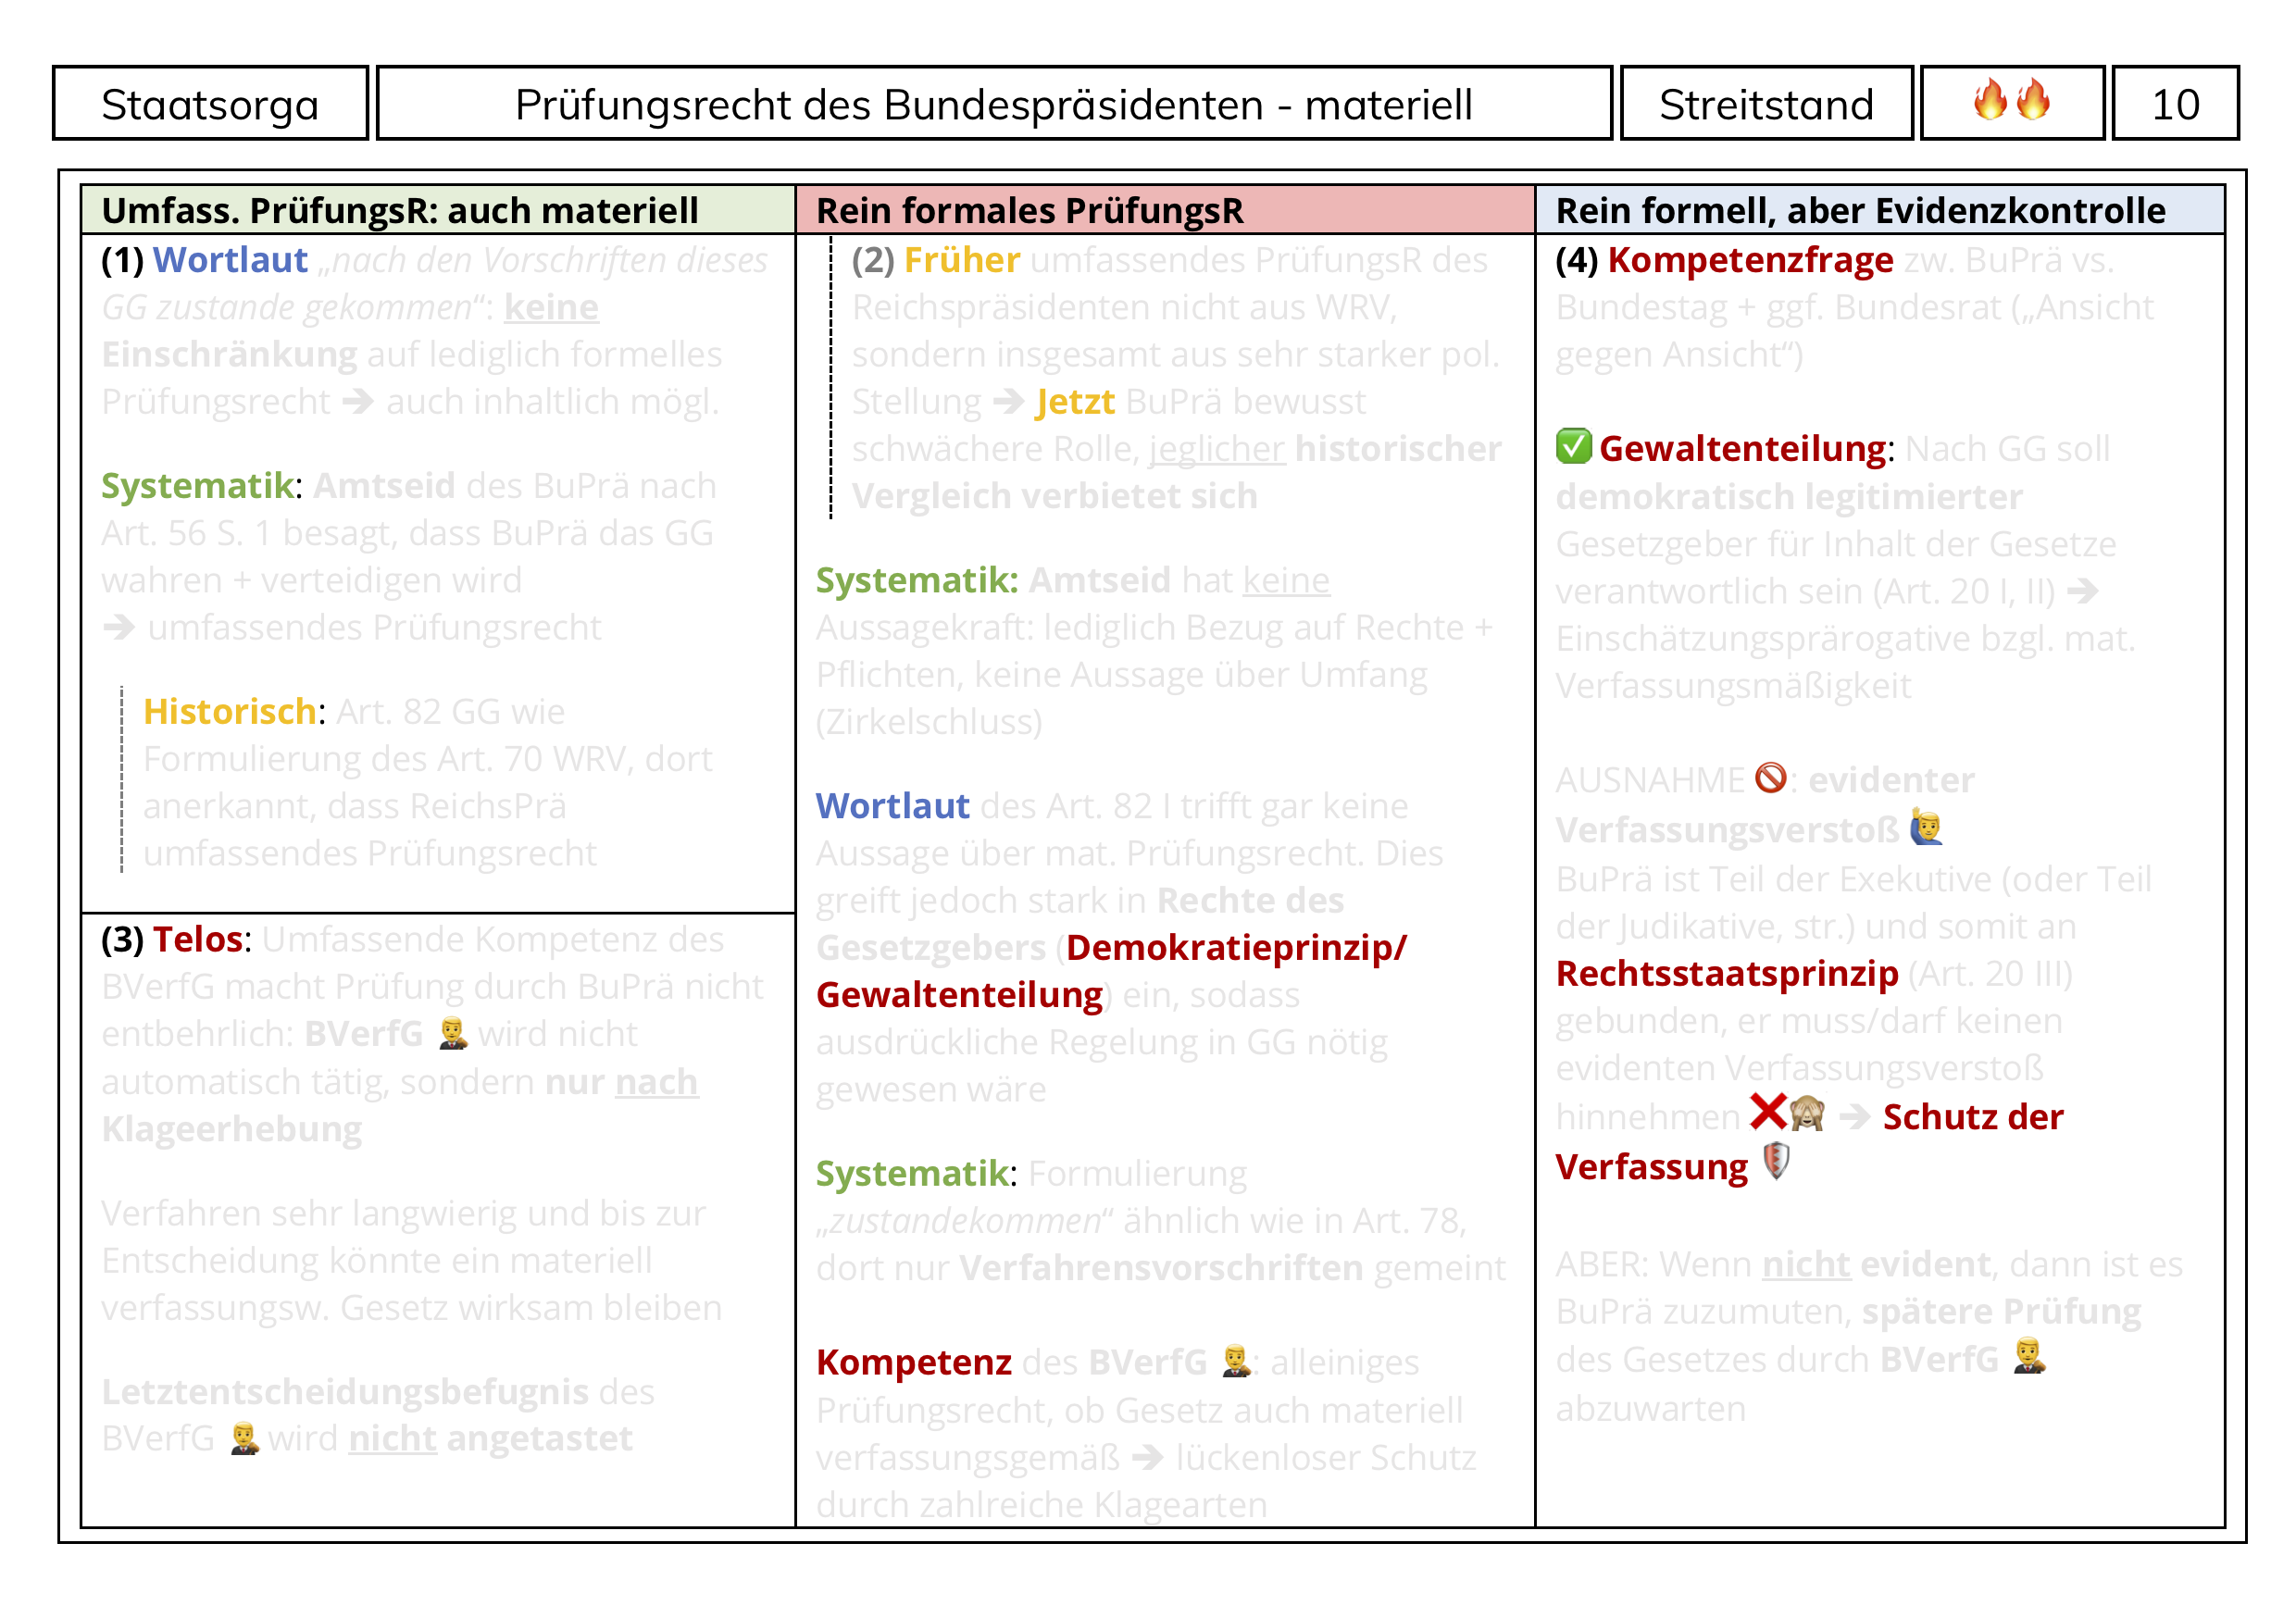 Staatsorga
Prüfungsrecht des Bundespräsidenten - materiell
Streitstand
10
Umfass. PrüfungsR: auch materiell
(1) Wortlaut „nach den Vorschriften dieses
GG zustande gekommen“: keine
Einschränkung auf lediglich formelles
Prüfungsrecht ➔ auch inhaltlich mögl.
Systematik: Amtseid des BuPrä nach
Art. 56 S. 1 besagt, dass BuPrä das GG
wahren + verteidigen wird
➔ umfassendes Prüfungsrecht
Historisch: Art. 82 GG wie
Formulierung des Art. 70 WRV, dort
anerkannt, dass ReichsPrä
umfassendes Prüfungsrecht
(3) Telos: Umfassende Kompetenz des
BVerfG macht Prüfung durch BuPrä nicht
entbehrlich: BVerfG 👨‍⚖️ wird nicht
automatisch tätig, sondern nur nach
Klageerhebung
Verfahren sehr langwierig und bis zur
Entscheidung könnte ein materiell
verfassungsw. Gesetz wirksam bleiben
Letztentscheidungsbefugnis des
BVerfG 👨‍⚖️ wird nicht angetastet
Rein formales PrüfungsR
(2) Früher umfassendes PrüfungsR des
Reichspräsidenten nicht aus WRV,
sondern insgesamt aus sehr starker pol.
Stellung ➔ Jetzt BuPrä bewusst
schwächere Rolle, jeglicher historischer
Vergleich verbietet sich
Systematik: Amtseid hat keine
Aussagekraft: lediglich Bezug auf Rechte +
Pflichten, keine Aussage über Umfang
(Zirkelschluss)
Wortlaut des Art. 82 I trifft gar keine
Aussage über mat. Prüfungsrecht. Dies
greift jedoch stark in Rechte des
Gesetzgebers (Demokratieprinzip/
Gewaltenteilung) ein, sodass
ausdrückliche Regelung in GG nötig
gewesen wäre
Systematik: Formulierung
„zustandekommen“ ähnlich wie in Art. 78,
dort nur Verfahrensvorschriften gemeint
Kompetenz des BVerfG 👨‍⚖️: alleiniges
Prüfungsrecht, ob Gesetz auch materiell
verfassungsgemäß ➔ lückenloser Schutz
durch zahlreiche Klagearten
Rein formell, aber Evidenzkontrolle
(4) Kompetenzfrage zw. BuPrä vs.
Bundestag + ggf. Bundesrat („Ansicht
gegen Ansicht“)
✅ Gewaltenteilung: Nach GG soll
demokratisch legitimierter
Gesetzgeber für Inhalt der Gesetze
verantwortlich sein (Art. 20 I, II) ➔
Einschätzungsprärogative bzgl. mat.
Verfassungsmäßigkeit
AUSNAHME 🚫: evidenter
Verfassungsverstoß 🙋‍♂️
BuPrä ist Teil der Exekutive (oder Teil
der Judikative, str.) und somit an
Rechtsstaatsprinzip (Art. 20 III)
gebunden, er muss/darf keinen
evidenten Verfassungsverstoß
hinnehmen ❌🙈 ➔ Schutz der
Verfassung 🛡️
ABER: Wenn nicht evident, dann ist es
BuPrä zuzumuten, spätere Prüfung
des Gesetzes durch BVerfG 👨‍⚖️
abzuwarten